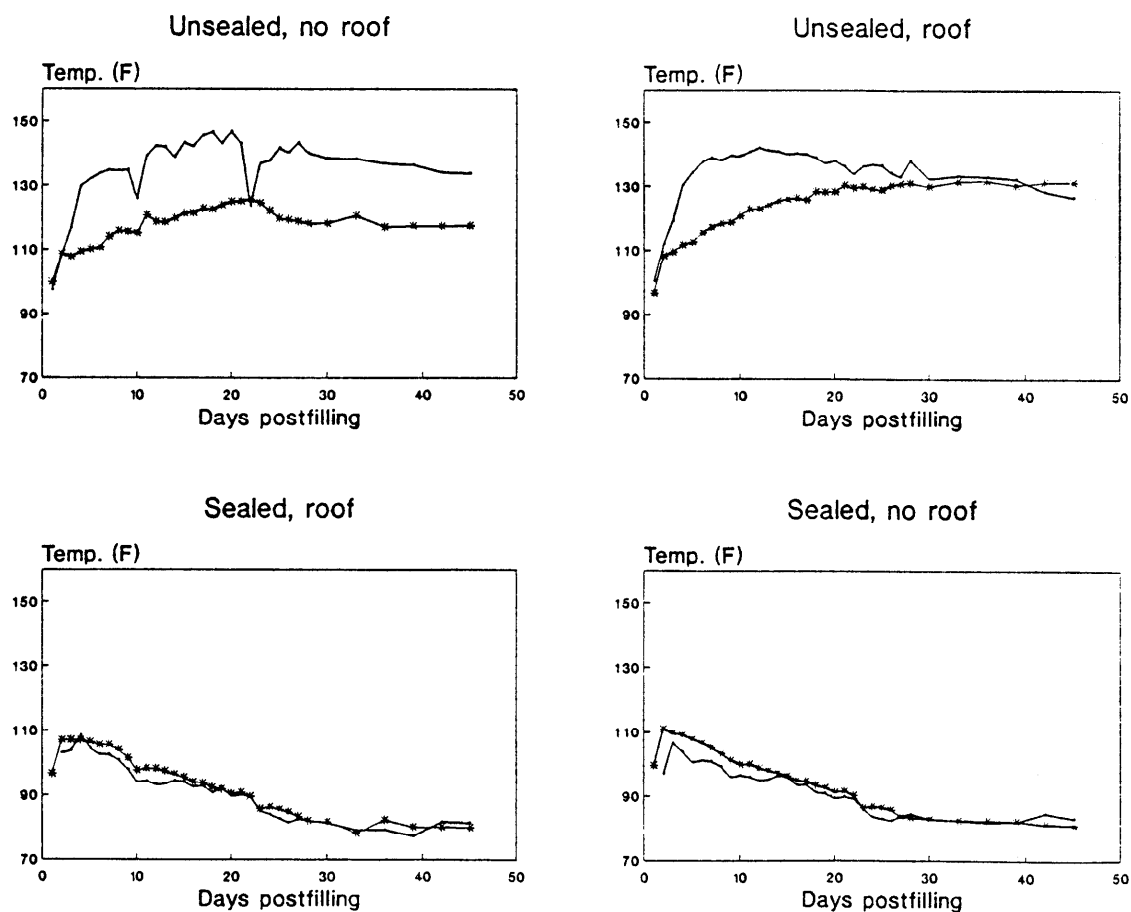 Unsealed, no roof
Temp. (F)
150
130
110
90
70
0 10 20 30 40 50
Days postfilling
Unsealed, roof
Temp. (F)
150
130
110
90
70
0 10 20 30 40 50
Days postfilling
Sealed, roof
Temp. (F)
150
130
110
90
70
0 10 20 30 40 50
Days postfilling
Sealed, no roof
Temp. (F)
150
130
110
90
70
0 10 20 30 40 50
Days postfilling